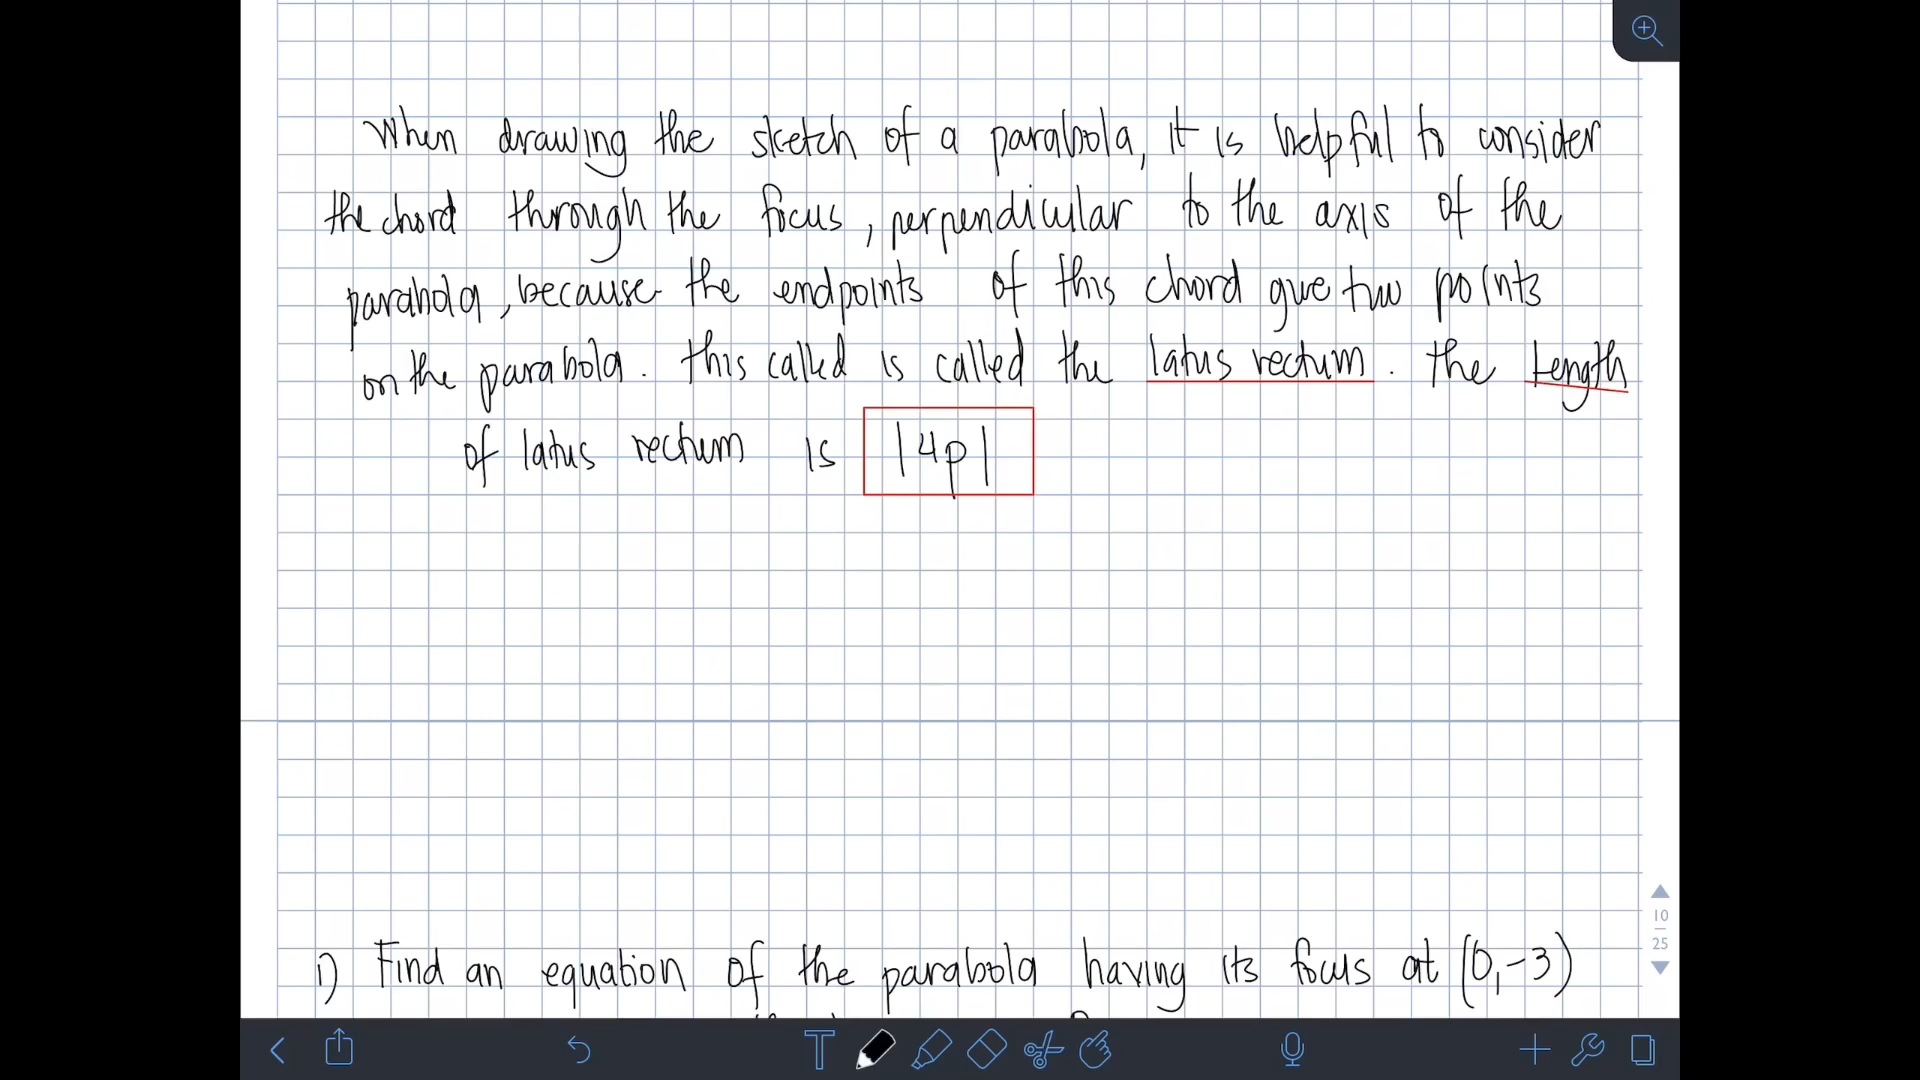 When drawing the sketch of a parabola, it is helpful to consider
the chord through the focus, perpendicular to the axis of the
parabola, because the endpoints of this chord give two points
on the parabola. this called is called the latus rectum. the Length
of latus rectum is |4p|
10
25
i) Find an equation of the parabola having its focus at (0,-3)
T